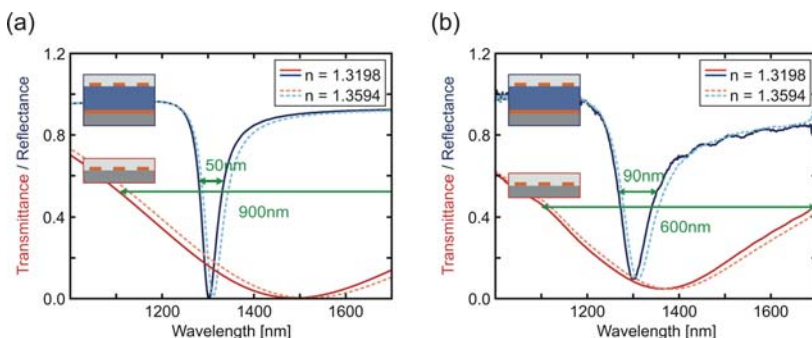 (a)
Transmittance / Reflectance
1.2
0.8
0.4
0.0
n = 1.3198
n = 1.3594
50nm
900nm
1200
1400
1600
Wavelength [nm]
(b)
Transmittance / Reflectance
1.2
0.8
0.4
0.0
n = 1.3198
n = 1.3594
90nm
600nm
1200
1400
1600
Wavelength [nm]